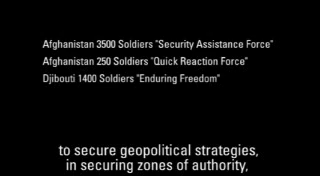 Afghanistan 3500 Soldiers "Security Assistance Force"
Afghanistan 250 Soldiers "Quick Reaction Force"
Djibouti 1400 Soldiers "Enduring Freedom"
to secure geopolitical strategies,
in securing zones of authority,